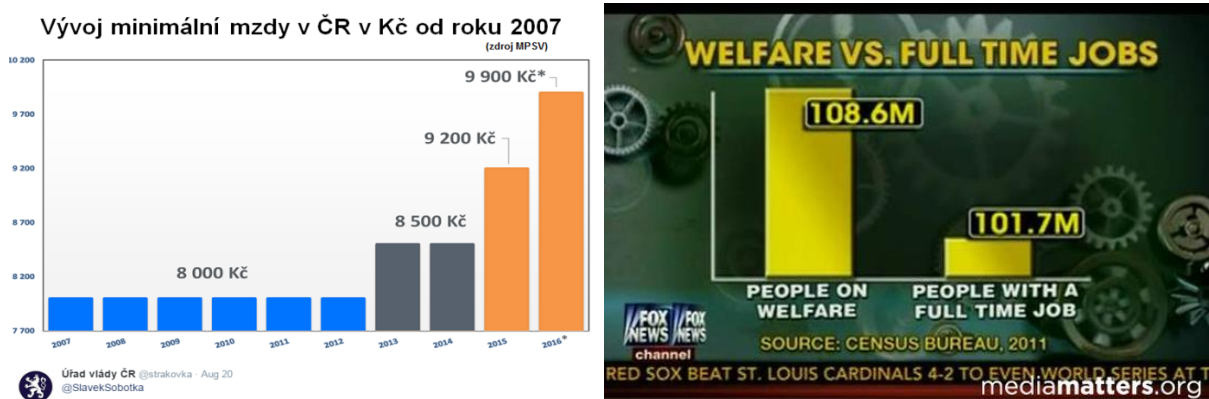 Vývoj minimální mzdy v ČR v Kč od roku 2007
(zdroj MPSV)
10 200
9 700
9 200
8 700
8 200
7 700
9 900 Kč*
9 200 Kč
8 500 Kč
8 000 Kč
2007 2008 2009 2010 2011 2012 2013 2014 2015 2016*
Úřad vlády ČR @strakovka · Aug 20
@SlavekSobotka
WELFARE VS. FULL TIME JOBS
108.6M
101.7M
PEOPLE ON
WELFARE
PEOPLE WITH A
FULL TIME JOB
FOX
NEWS
channel
FOX
NEWS
SOURCE: CENSUS BUREAU, 2011
RED SOX BEAT ST. LOUIS CARDINALS 4-2 TO EVEN WORLD SERIES AT T
mediamatters.org